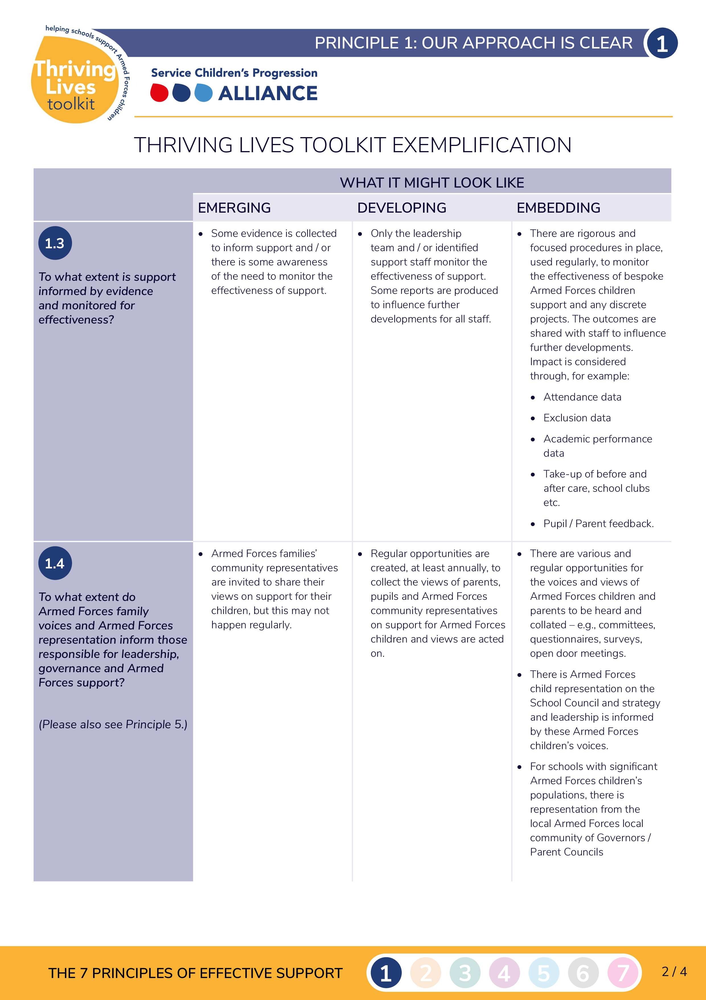 helping schools support Armed Forces children
Thriving
Lives
toolkit
PRINCIPLE 1: OUR APPROACH IS CLEAR
1
Service Children's Progression
ALLIANCE
THRIVING LIVES TOOLKIT EXEMPLIFICATION
WHAT IT MIGHT LOOK LIKE
EMERGING
DEVELOPING
EMBEDDING
1.3
To what extent is support
informed by evidence
and monitored for
effectiveness?
• Some evidence is collected
to inform support and / or
there is some awareness
of the need to monitor the
effectiveness of support.
• Only the leadership
team and / or identified
support staff monitor the
effectiveness of support.
Some reports are produced
to influence further
developments for all staff.
• There are rigorous and
focused procedures in place,
used regularly, to monitor
the effectiveness of bespoke
Armed Forces children
support and any discrete
projects. The outcomes are
shared with staff to influence
further developments.
Impact is considered
through, for example:
• Attendance data
• Exclusion data
• Academic performance
data
• Take-up of before and
after care, school clubs
etc.
• Pupil / Parent feedback.
1.4
To what extent do
Armed Forces family
voices and Armed Forces
representation inform those
responsible for leadership,
governance and Armed
Forces support?
(Please also see Principle 5.)
• Armed Forces families'
community representatives
are invited to share their
views on support for their
children, but this may not
happen regularly.
• Regular opportunities are
created, at least annually, to
collect the views of parents,
pupils and Armed Forces
community representatives
on support for Armed Forces
children and views are acted
on.
• There are various and
regular opportunities for
the voices and views of
Armed Forces children and
parents to be heard and
collated – e.g., committees,
questionnaires, surveys,
open door meetings.
• There is Armed Forces
child representation on the
School Council and strategy
and leadership is informed
by these Armed Forces
children's voices.
• For schools with significant
Armed Forces children's
populations, there is
representation from the
local Armed Forces local
community of Governors /
Parent Councils
THE 7 PRINCIPLES OF EFFECTIVE SUPPORT
1 2 3 4 5 6 7
2 / 4